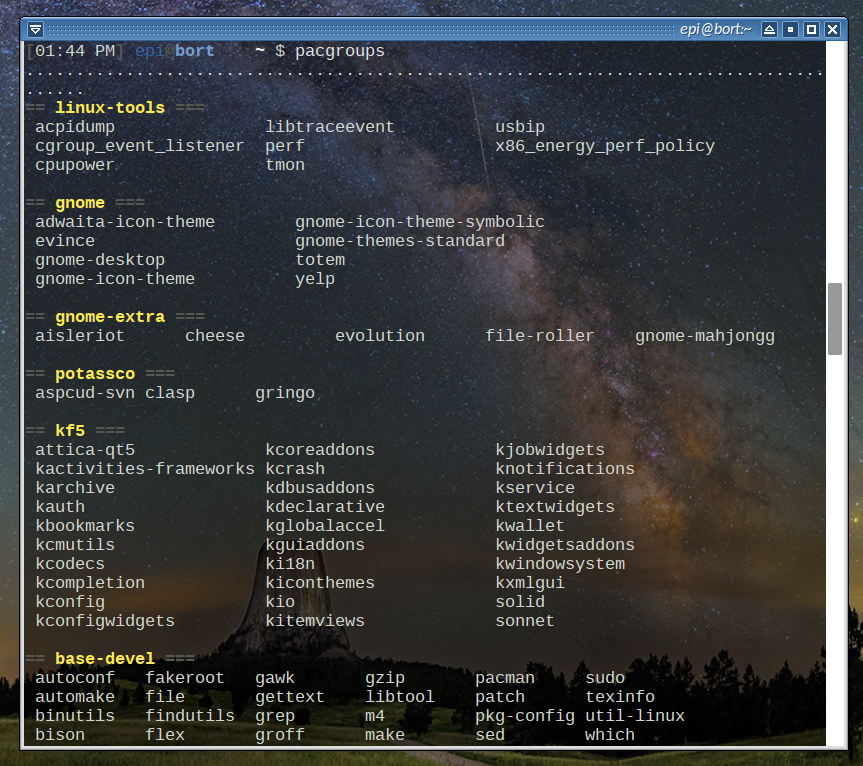 epi@bort:~
[01:44 PM] epi@bort ~ $ pacgroups
................................................................................
......
== linux-tools ===
acpidump libtraceevent usbip
cgroup_event_listener perf x86_energy_perf_policy
cpupower tmon
== gnome ===
adwaita-icon-theme gnome-icon-theme-symbolic
evince gnome-themes-standard
gnome-desktop totem
gnome-icon-theme yelp
== gnome-extra ===
aisleriot cheese evolution file-roller gnome-mahjongg
== potassco ===
aspcud-svn clasp gringo
== kf5 ===
attica-qt5 kcoreaddons kjobwidgets
kactivities-frameworks kcrash knotifications
karchive kdbusaddons kservice
kauth kdeclarative ktextwidgets
kbookmarks kglobalaccel kwallet
kcmutils kguiaddons kwidgetsaddons
kcodecs ki18n kwindowsystem
kcompletion kiconthemes kxmlgui
kconfig kio solid
kconfigwidgets kitemviews sonnet
== base-devel ===
autoconf fakeroot gawk gzip pacman sudo
automake file gettext libtool patch texinfo
binutils findutils grep m4 pkg-config util-linux
bison flex groff make sed which